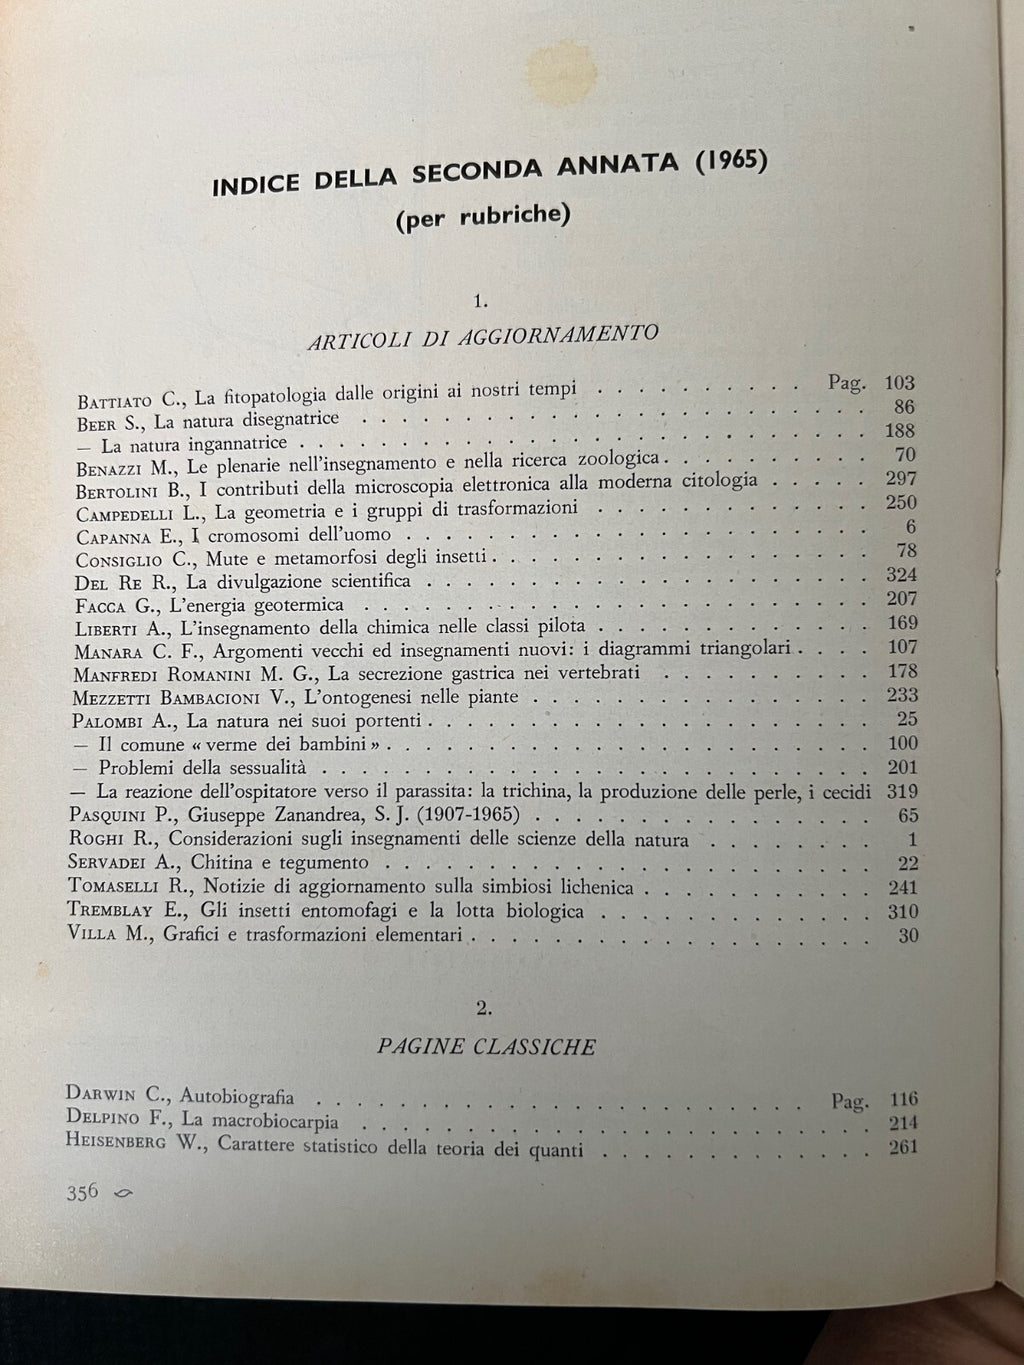 INDICE DELLA SECONDA ANNATA (1965)
(per rubriche)
1.
ARTICOLI DI AGGIORNAMENTO
BATTIATO C., La fitopatologia dalle origini ai nostri tempi . . . . . . . . . . Pag. 103
BEER S., La natura disegnatrice . . . . . . . . . . . . . . . . . . 86
— La natura ingannatrice . . . . . . . . . . . . . . . . . . . . . 188
BENAZZI M., Le plenarie nell'insegnamento e nella ricerca zoologica . . . . . . . . . 70
BERTOLINI B., I contributi della microscopia elettronica alla moderna citologia . . . . . 297
CAMPEDELLI L., La geometria e i gruppi di trasformazioni . . . . . . . . . . . . . 250
CAPANNA E., I cromosomi dell'uomo . . . . . . . . . . . . . . . . . 6
CONSIGLIO C., Mute e metamorfosi degli insetti . . . . . . . . . . . . . . . . . 78
DEL RE R., La divulgazione scientifica . . . . . . . . . . . . . . . . . 324
FACCA G., L'energia geotermica . . . . . . . . . . . . . . . . . . . 207
LIBERTI A., L'insegnamento della chimica nelle classi pilota . . . . . . . . . . . . 169
MANARA C. F., Argomenti vecchi ed insegnamenti nuovi: i diagrammi triangolari . . . . 107
MANFREDI ROMANINI M. G., La secrezione gastrica nei vertebrati . . . . . . . . . 178
MEZZETTI BAMBACIONI V., L'ontogenesi nelle piante . . . . . . . . . . . . . . 233
PALOMBI A., La natura nei suoi portenti . . . . . . . . . . . . . . . . . 25
— Il comune « verme dei bambini » . . . . . . . . . . . . . . . . . . 100
— Problemi della sessualità . . . . . . . . . . . . . . . . . . . . 201
— La reazione dell'ospitatore verso il parassita: la trichina, la produzione delle perle, i cecidi 319
PASQUINI P., Giuseppe Zanandrea, S. J. (1907-1965) . . . . . . . . . . . . . . 65
ROGHI R., Considerazioni sugli insegnamenti delle scienze della natura . . . . . . . 1
SERVADEI A., Chitina e tegumento . . . . . . . . . . . . . . . . . . 22
TOMASELLI R., Notizie di aggiornamento sulla simbiosi lichenica . . . . . . . . . . 241
TREMBLAY E., Gli insetti entomofagi e la lotta biologica . . . . . . . . . . . . 310
VILLA M., Grafici e trasformazioni elementari . . . . . . . . . . . . . . . . . 30
2.
PAGINE CLASSICHE
DARWIN C., Autobiografia . . . . . . . . . . . . . . . . . . Pag. 116
DELPINO F., La macrobiocarpia . . . . . . . . . . . . . . . . . . . 214
HEISENBERG W., Carattere statistico della teoria dei quanti . . . . . . . . . . . . 261
356